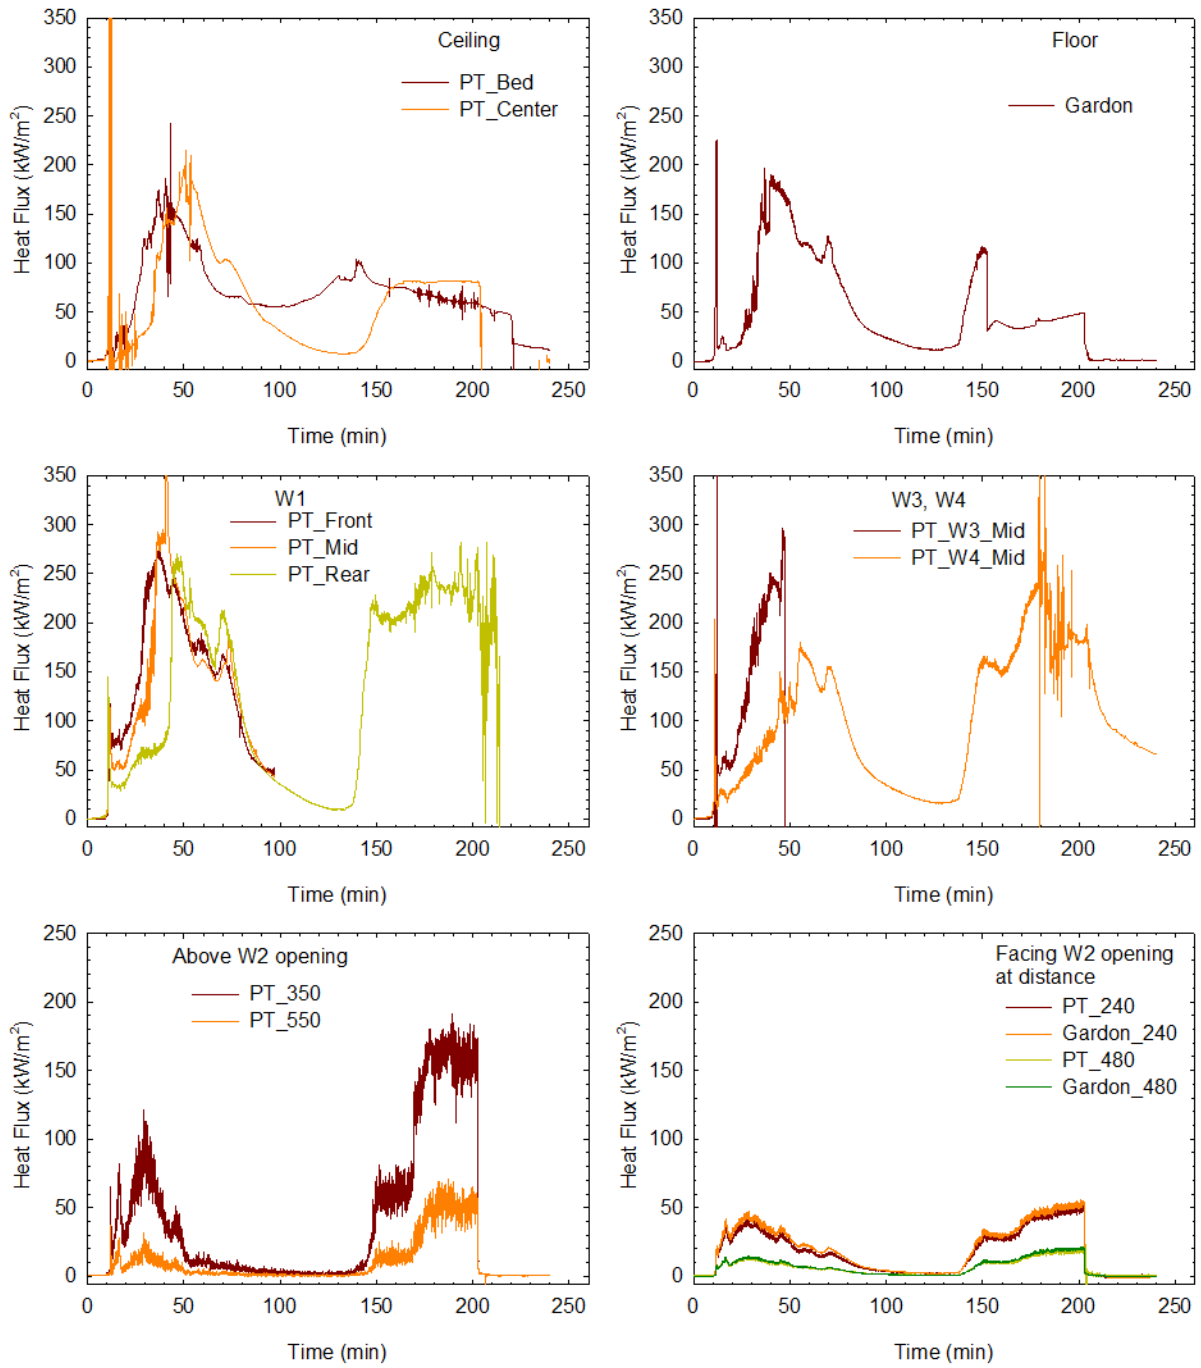 Ceiling
PT_Bed
PT_Center
Heat Flux (kW/m²)
350
300
250
200
150
100
50
0
0 50 100 150 200 250
Time (min)
Floor
Gardon
Heat Flux (kW/m²)
350
300
250
200
150
100
50
0
0 50 100 150 200 250
Time (min)
W1
PT_Front
PT_Mid
PT_Rear
Heat Flux (kW/m²)
350
300
250
200
150
100
50
0
0 50 100 150 200 250
Time (min)
W3, W4
PT_W3_Mid
PT_W4_Mid
Heat Flux (kW/m²)
350
300
250
200
150
100
50
0
0 50 100 150 200 250
Time (min)
Above W2 opening
PT_350
PT_550
Heat Flux (kW/m²)
250
200
150
100
50
0
0 50 100 150 200 250
Time (min)
Facing W2 opening
at distance
PT_240
Gardon_240
PT_480
Gardon_480
Heat Flux (kW/m²)
250
200
150
100
50
0
0 50 100 150 200 250
Time (min)